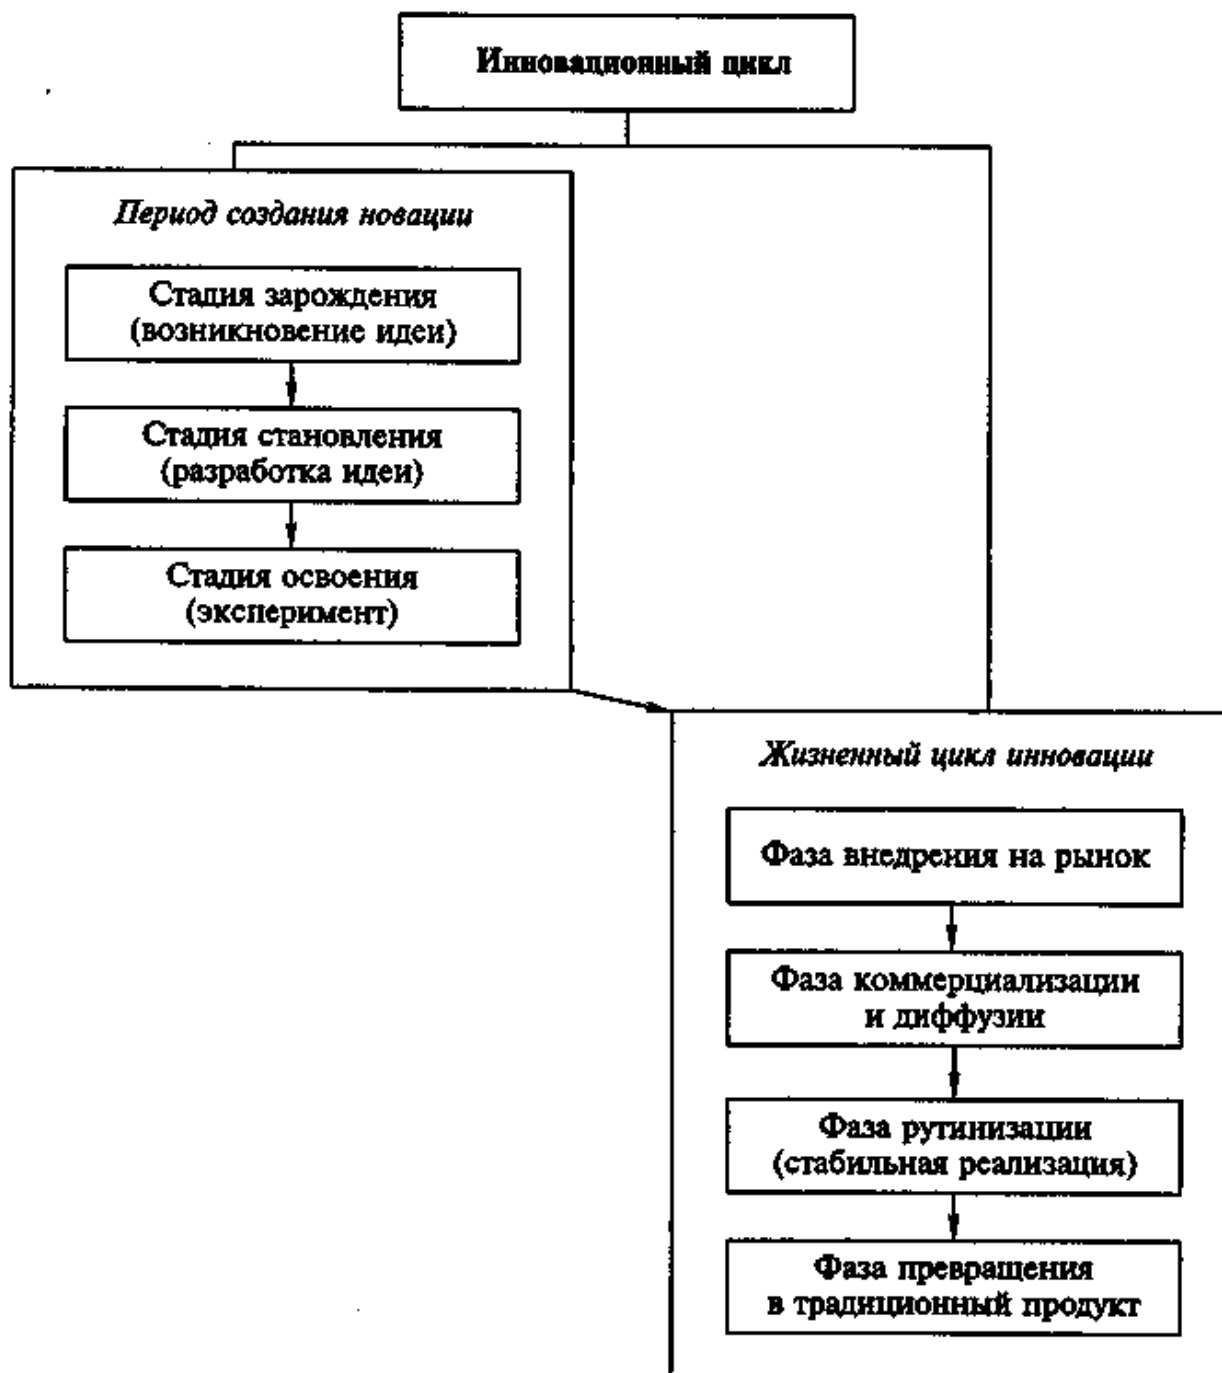 Инновационный цикл
Период создания новации
Стадия зарождения
(возникновение идеи)
Стадия становления
(разработка идеи)
Стадия освоения
(эксперимент)
Жизненный цикл инновации
Фаза внедрения на рынок
Фаза коммерциализации
и диффузии
Фаза рутинизации
(стабильная реализация)
Фаза превращения
в традиционный продукт